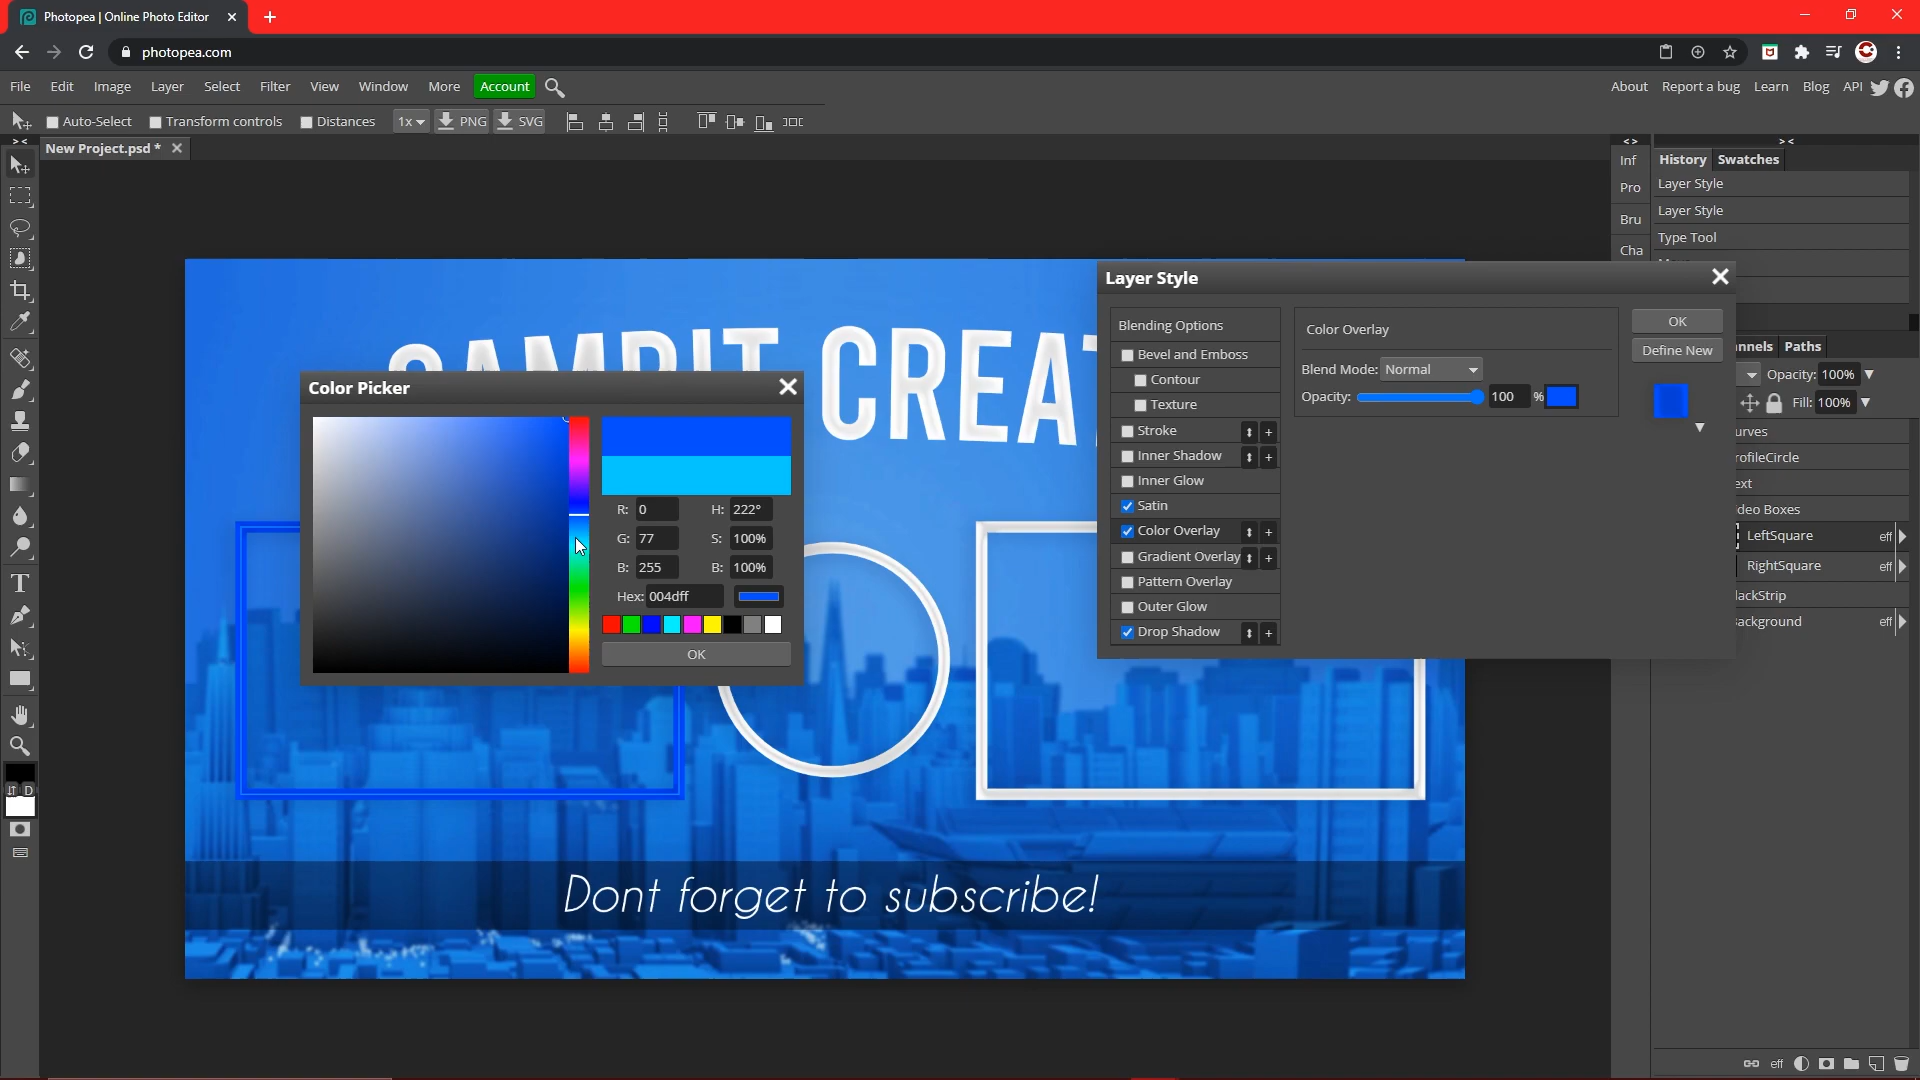 Photopea | Online Photo Editor
photopea.com
File Edit Image Layer Select Filter View Window More Account
About Report a bug Learn Blog API
Auto-Select Transform controls Distances 1x PNG SVG
New Project.psd *
Inf
Pro
Bru
Cha
History Swatches
Layer Style
Layer Style
Type Tool
Layer Style
Blending Options
Bevel and Emboss
Contour
Texture
Stroke
Inner Shadow
Inner Glow
Satin
Color Overlay
Gradient Overlay
Pattern Overlay
Outer Glow
Drop Shadow
Color Overlay
Blend Mode: Normal
Opacity: 100 %
OK
Define New
nnels Paths
Opacity: 100%
Fill: 100%
urves
rofileCircle
ext
deo Boxes
LeftSquare eff
RightSquare eff
lackStrip
ackground eff
eff
Color Picker
R: 0 H: 222°
G: 77 S: 100%
B: 255 B: 100%
Hex: 004dff
OK
CREA
Dont forget to subscribe!
D